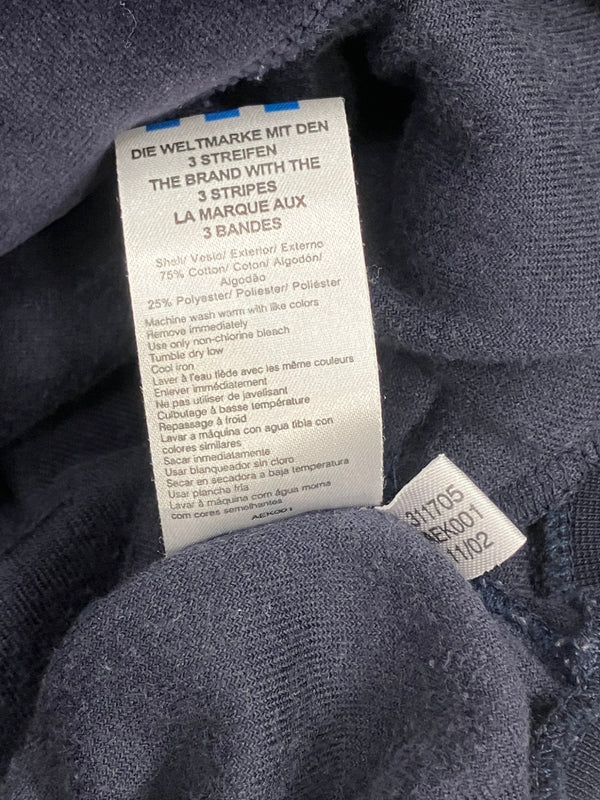 DIE WELTMARKE MIT DEN
3 STREIFEN
THE BRAND WITH THE
3 STRIPES
LA MARQUE AUX
3 BANDES
Shell/ Vesio/ Exterior/ Externo
75% Cotton/ Coton/ Algodón/
Algodão
25% Polyester/ Poliester/ Poliéster
Machine wash warm with like colors
Remove immediately
Use only non-chlorine bleach
Tumble dry low
Cool iron
Laver à l'eau tiède avec les même couleurs
Enlever immédiatement
Ne pas utiliser de javelisant
Culbutage à basse température
Repassage à froid
Lavar a máquina con agua tibia con
colores similares
Sacar inmediatamente
Usar blanqueador sin cloro
Secar en secadora a baja temperatura
Usar plancha fría
Lavar à máquina com água morna
com cores semelhantes
AEK001
311705
AEK001
11/02